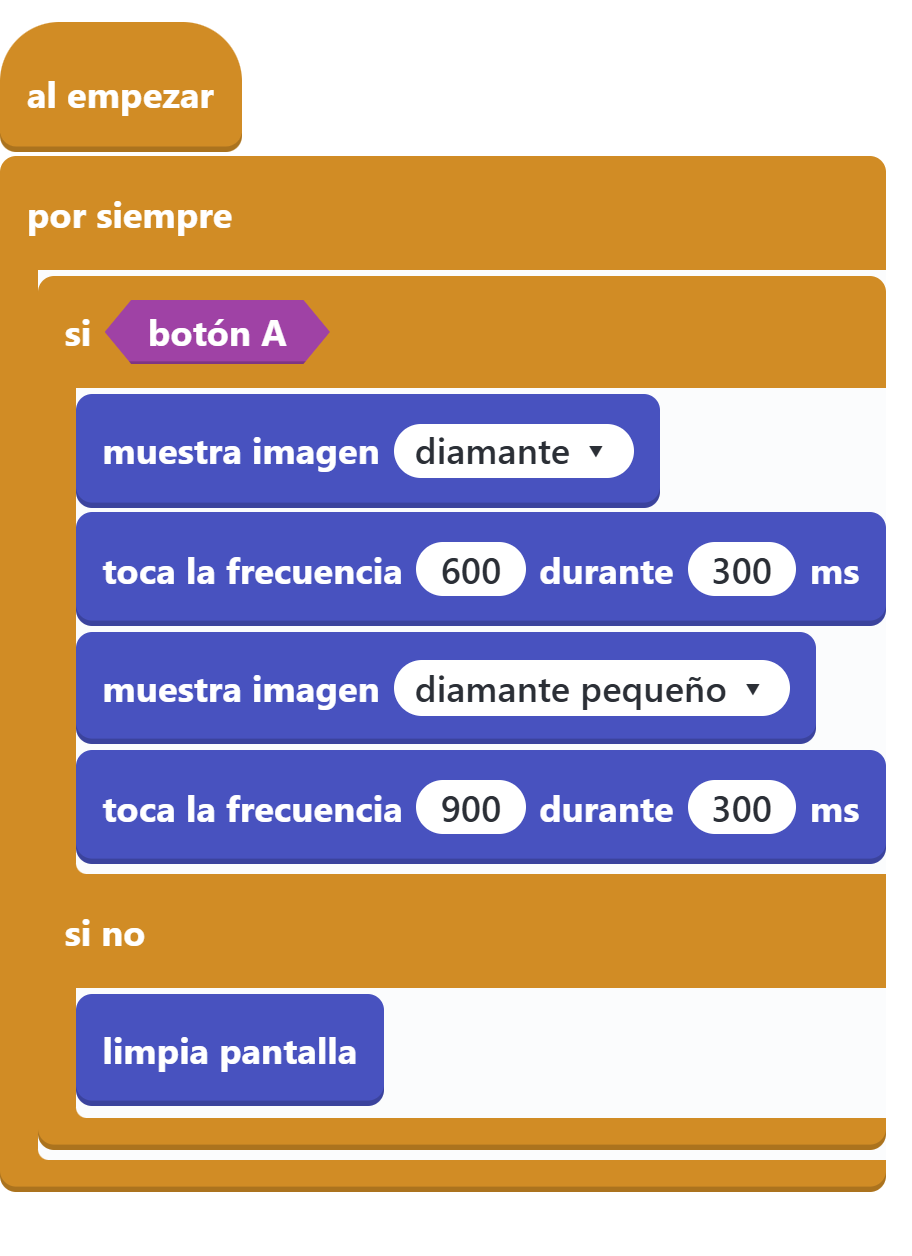 al empezar
por siempre
si botón A
muestra imagen diamante
toca la frecuencia 600 durante 300 ms
muestra imagen diamante pequeño
toca la frecuencia 900 durante 300 ms
si no
limpia pantalla